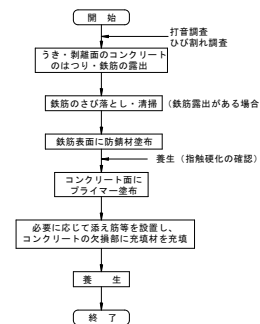 開　始
打音調査
ひび割れ調査
うき・剥離面のコンクリート
のはつり・鉄筋の露出
鉄筋のさび落とし・清掃
(鉄筋露出がある場合
鉄筋表面に防錆材塗布
養生（指触硬化の確認）
コンクリート面に
プライマー塗布
必要に応じて添え筋等を設置し、
コンクリートの欠損部に充填材を充填
養　生
終　了